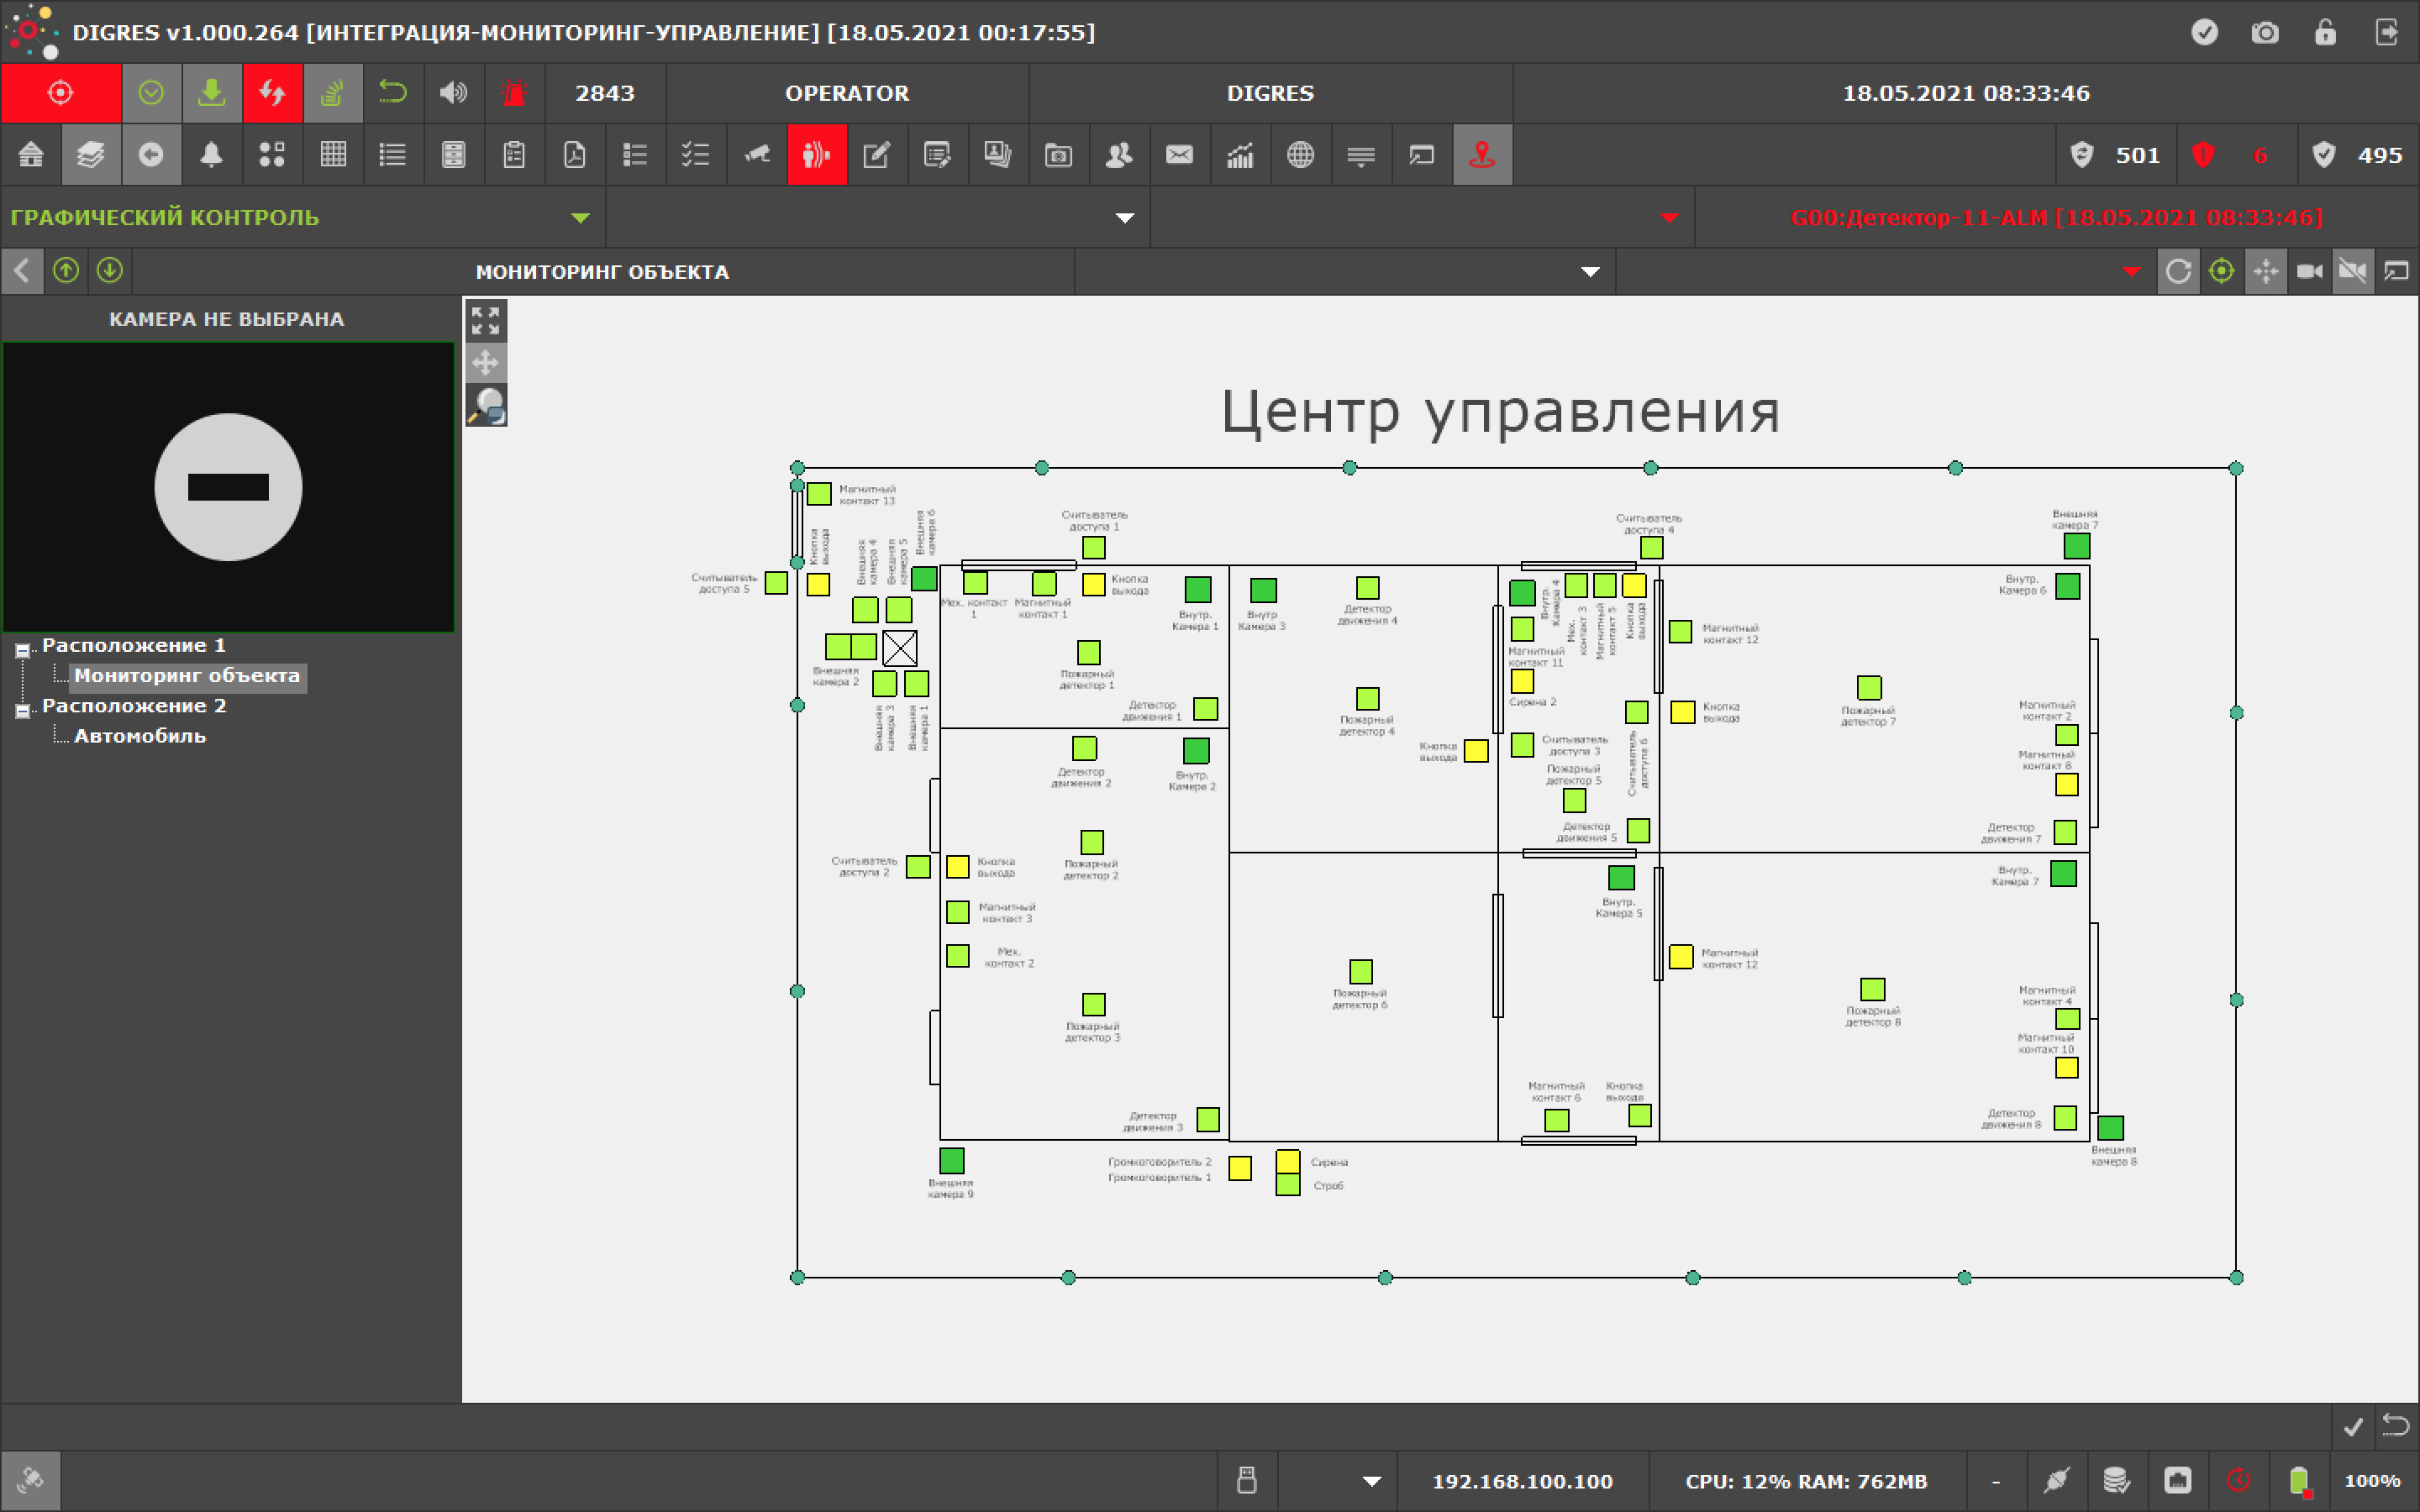 DIGRES v1.000.264 [ИНТЕГРАЦИЯ-МОНИТОРИНГ-УПРАВЛЕНИЕ] [18.05.2021 00:17:55]
2843 OPERATOR DIGRES 18.05.2021 08:33:46
501 6 495
ГРАФИЧЕСКИЙ КОНТРОЛЬ G00:Детектор-11-ALM [18.05.2021 08:33:46]
МОНИТОРИНГ ОБЪЕКТА
КАМЕРА НЕ ВЫБРАНА
Расположение 1
Мониторинг объекта
Расположение 2
Автомобиль
Центр управления
Магнитный
контакт 13
Кнопка
выхода
Считыватель
доступа 5
Внешняя
камера 4
Внешняя
камера 5
Внешняя
камера 6
Внешняя
камера 2
Внешняя
камера 3
Внешняя
камера 1
Считыватель
доступа 1
Мех. контакт
1
Магнитный
контакт 1
Кнопка
выхода
Внутр.
Камера 1
Пожарный
детектор 1
Детектор
движения 1
Внутр
Камера 3
Детектор
движения 4
Пожарный
детектор 4
Кнопка
выхода
Считыватель
доступа 4
Внутр.
Камера 4
Мех.
контакт 3
Магнитный
контакт 5
Кнопка
выхода
Магнитный
контакт 11
Сирена 2
Считыватель
доступа 3
Пожарный
детектор 5
Считыватель
доступа 6
Детектор
движения 5
Магнитный
контакт 12
Кнопка
выхода
Пожарный
детектор 7
Внешняя
камера 7
Внутр.
Камера 6
Магнитный
контакт 2
Магнитный
контакт 8
Детектор
движения 7
Детектор
движения 2
Внутр.
Камера 2
Пожарный
детектор 2
Считыватель
доступа 2
Кнопка
выхода
Магнитный
контакт 3
Мех.
контакт 2
Пожарный
детектор 3
Детектор
движения 3
Пожарный
детектор 6
Внутр.
Камера 5
Магнитный
контакт 6
Кнопка
выхода
Магнитный
контакт 12
Пожарный
детектор 8
Внутр.
Камера 7
Магнитный
контакт 4
Магнитный
контакт 10
Детектор
движения 8
Внешняя
камера 8
Внешняя
камера 9
Громкоговоритель 2
Громкоговоритель 1
Сирена
Строб
192.168.100.100 CPU: 12% RAM: 762MB - 100%